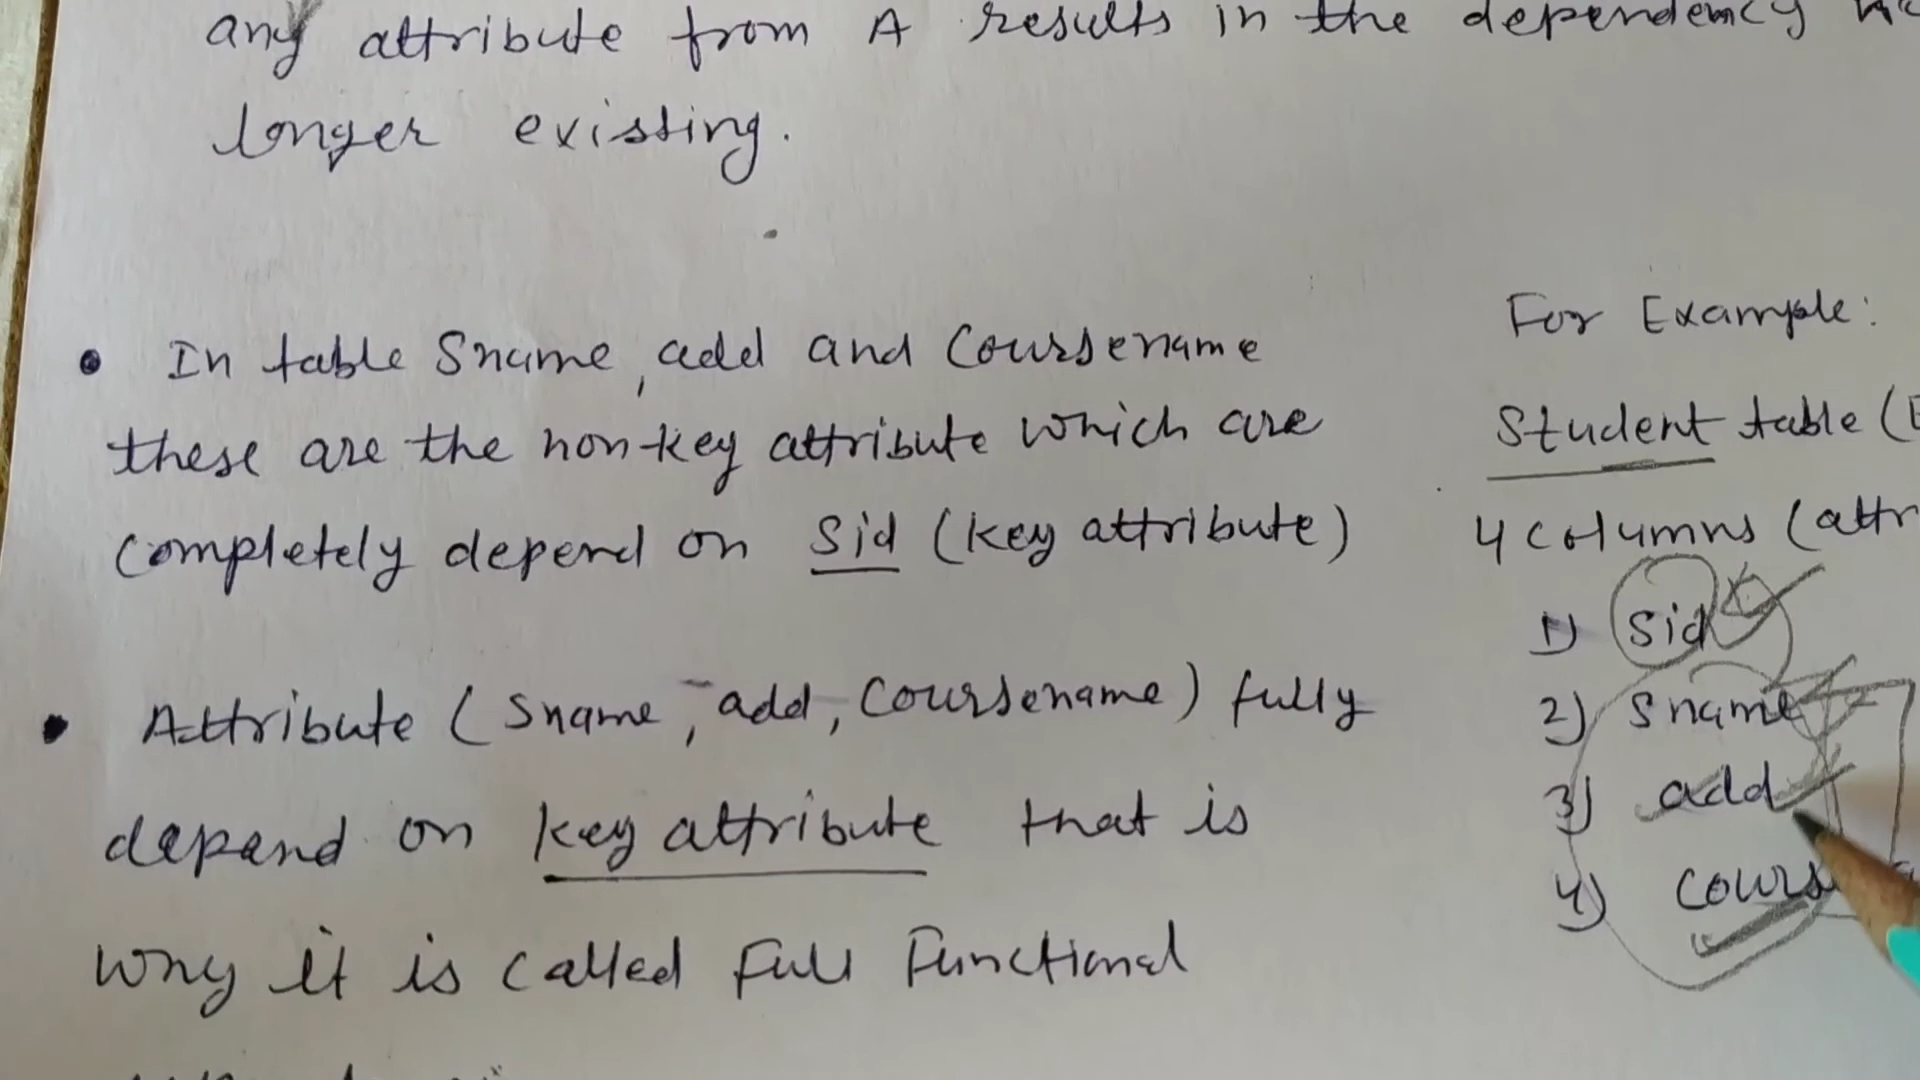 any attribute from A results in the dependency
longer existing.
• In table Sname, add and Coursename
these are the non-key attribute which are
completely depend on Sid (key attribute)
• Attribute (Sname, add, Coursename) fully
depand on key attribute that is
why it is called Full Functional
For Example:
Student table (
4 columns (attr
1) Sid
2) Sname
3) add
4) cours